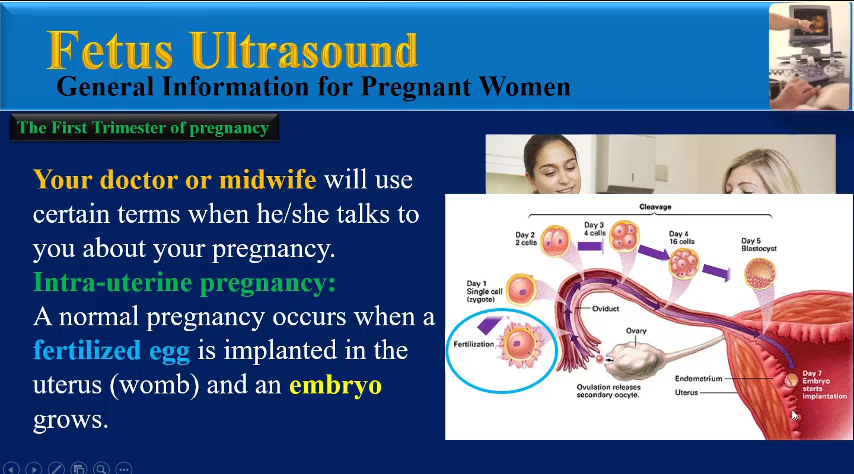 Fetus Ultrasound
General Information for Pregnant Women
The First Trimester of pregnancy
Your doctor or midwife will use
certain terms when he/she talks to
you about your pregnancy.
Intra-uterine pregnancy:
A normal pregnancy occurs when a
fertilized egg is implanted in the
uterus (womb) and an embryo
grows.
Cleavage
Day 2
2 cells
Day 3
4 cells
Day 4
16 cells
Day 5
Blastocyst
Day 1
Single cell
(zygote)
Oviduct
Fertilization
Ovary
Ovulation releases
secondary oocyte.
Endometrium
Uterus
Day 7
Embryo
starts
implantation